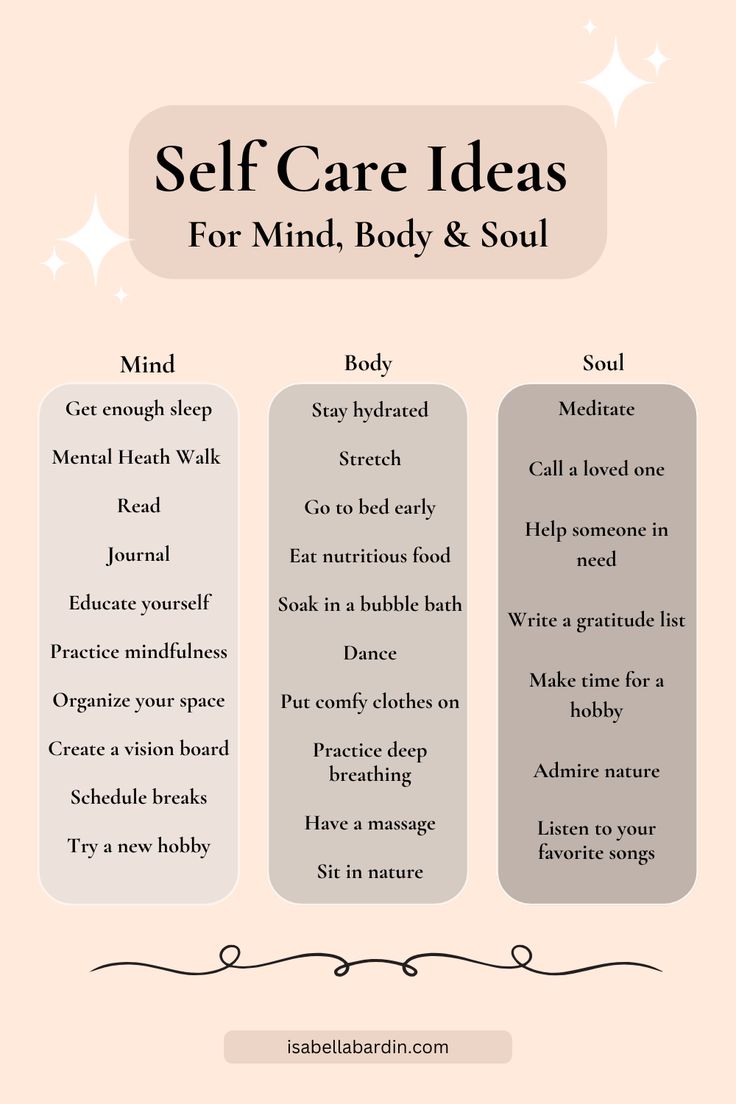 Self Care Ideas
For Mind, Body & Soul
Mind
Get enough sleep
Mental Heath Walk
Read
Journal
Educate yourself
Practice mindfulness
Organize your space
Create a vision board
Schedule breaks
Try a new hobby
Body
Stay hydrated
Stretch
Go to bed early
Eat nutritious food
Soak in a bubble bath
Dance
Put comfy clothes on
Practice deep
breathing
Have a massage
Sit in nature
Soul
Meditate
Call a loved one
Help someone in
need
Write a gratitude list
Make time for a
hobby
Admire nature
Listen to your
favorite songs
isabellabardin.com